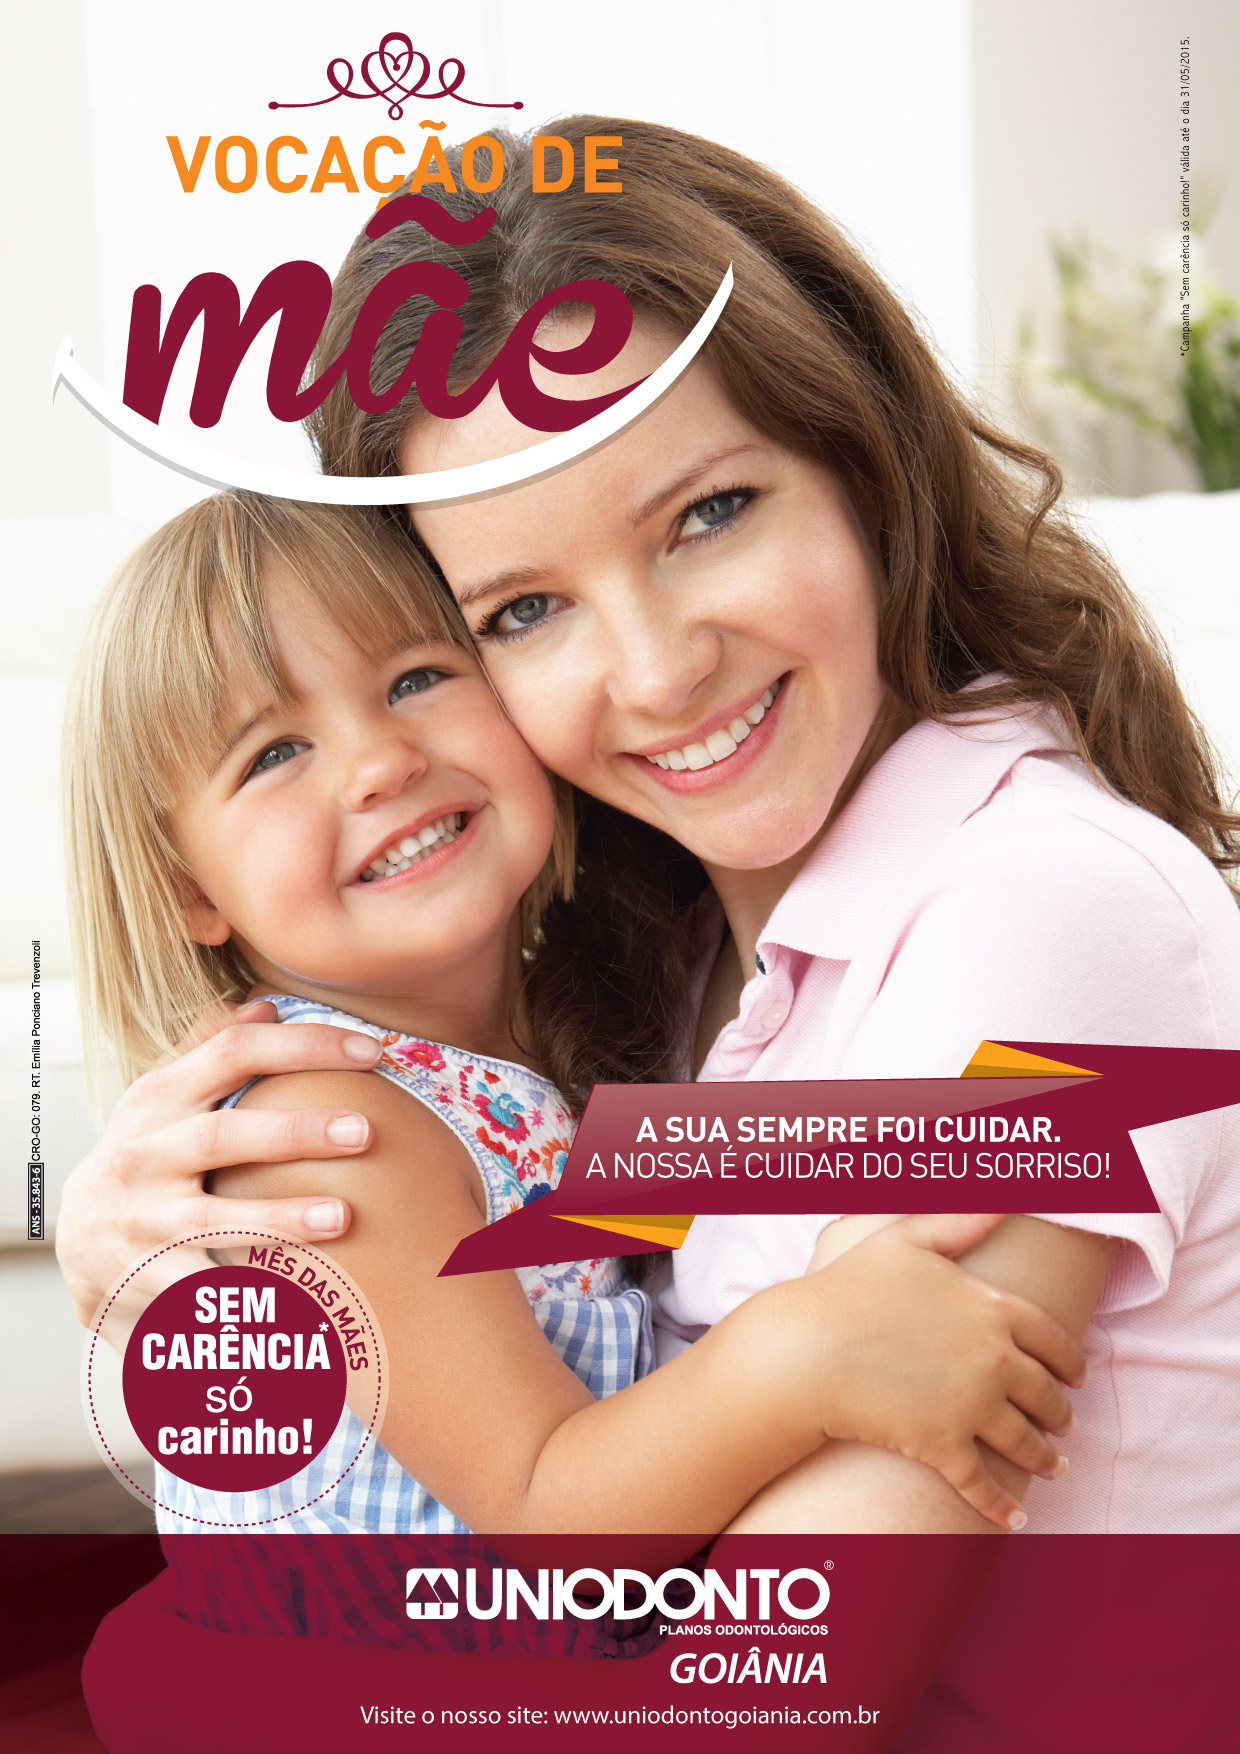 VOCAÇÃO DE
mãe
*Campanha "Sem carência só carinho!" válida até o dia 31/05/2015.
A SUA SEMPRE FOI CUIDAR.
A NOSSA É CUIDAR DO SEU SORRISO!
ANS - 35.843-6 CRO-GO: 079. RT. Emília Ponciano Trevenzoli
MÊS DAS MÃES
SEM
CARÊNCIA*
só
carinho!
UNIODONTO®
PLANOS ODONTOLÓGICOS
GOIÂNIA
Visite o nosso site: www.uniodontogoiania.com.br